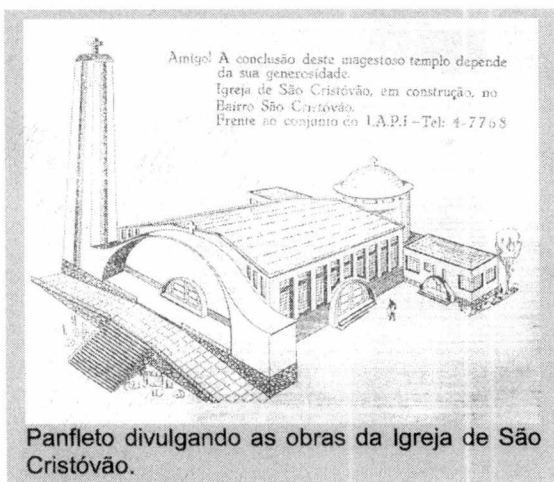 Amigo! A conclusão deste magestoso templo depende
da sua generosidade.
Igreja de São Cristóvão, em construção, no
Bairro São Cristóvão.
Frente ao conjunto do I.A.P.I - Tel: 4-7768
Panfleto divulgando as obras da Igreja de São
Cristóvão.